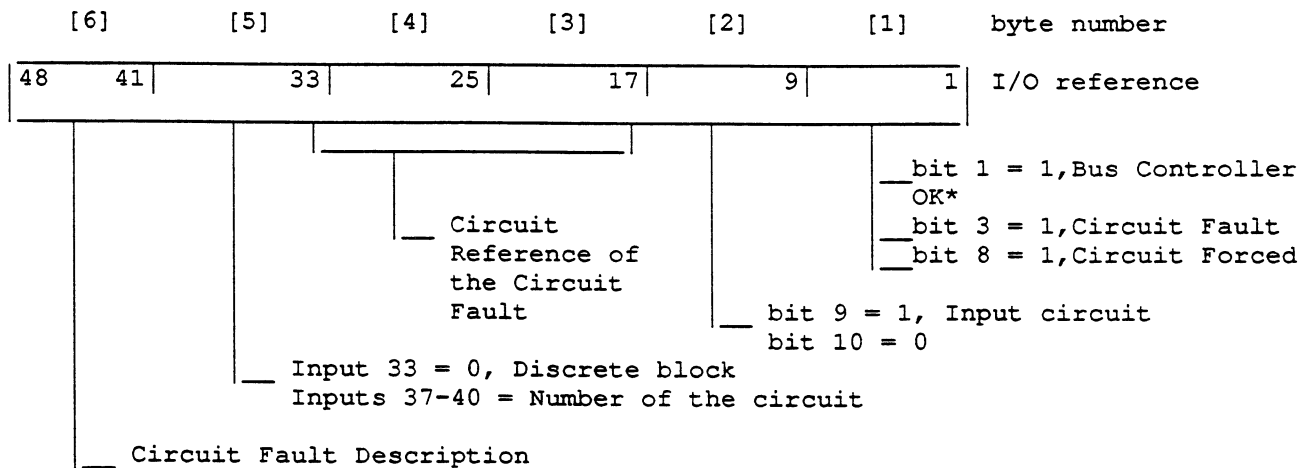 [6] [5] [4] [3] [2] [1] byte number
48 41 33 25 17 9 1 I/O reference
bit 1 = 1,Bus Controller
OK*
Circuit
bit 3 = 1,Circuit Fault
Reference of
bit 8 = 1,Circuit Forced
the Circuit
Fault
bit 9 = 1, Input circuit
bit 10 = 0
Input 33 = 0, Discrete block
Inputs 37-40 = Number of the circuit
Circuit Fault Description